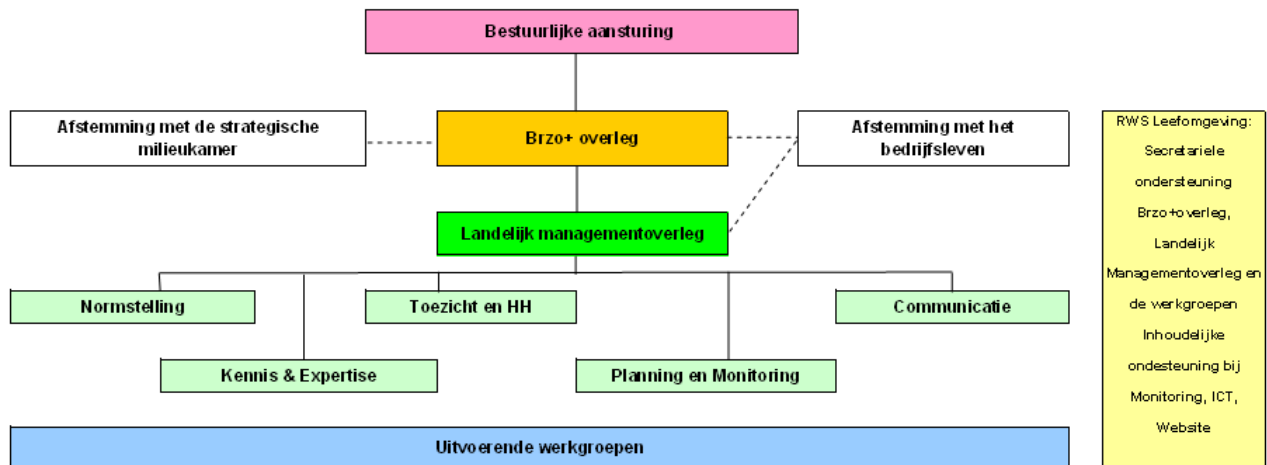 Bestuurlijke aansturing
Afstemming met de strategische
milieukamer
Brzo+ overleg
Afstemming met het
bedrijfsleven
Landelijk managementoverleg
Normstelling
Toezicht en HH
Communicatie
Kennis & Expertise
Planning en Monitoring
Uitvoerende werkgroepen
RWS Leefomgeving:
Secretariele
ondersteuning
Brzo+overleg,
Landelijk
Managementoverleg en
de werkgroepen
Inhoudelijke
ondesteuning bij
Monitoring, ICT,
Website